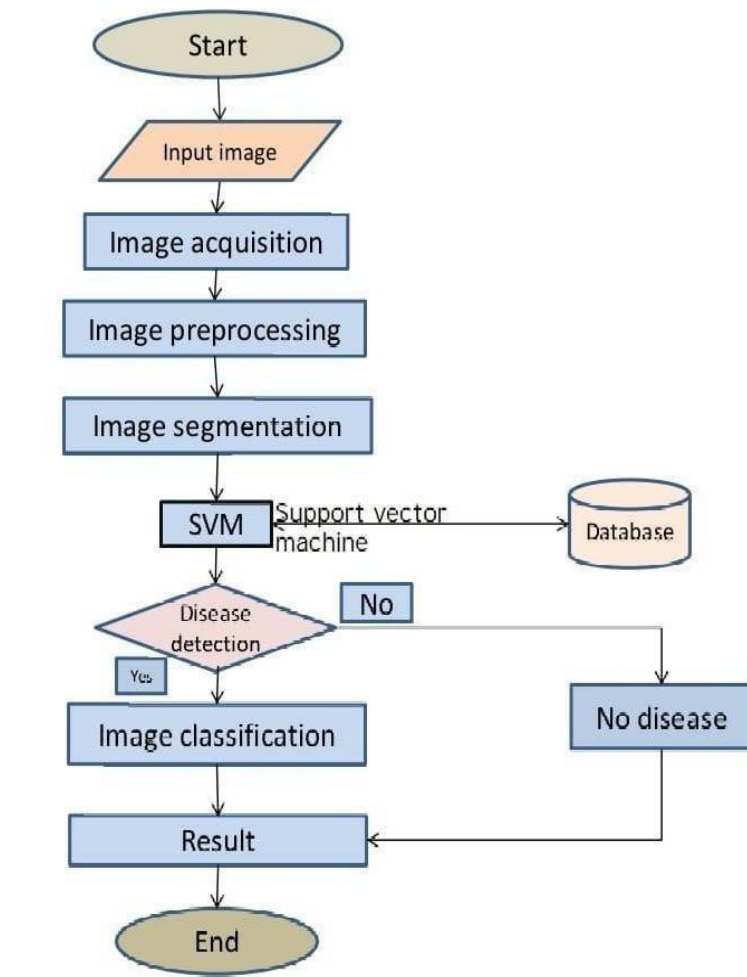 Start
Input image
Image acquisition
Image preprocessing
Image segmentation
SVM
Support vector
machine
Database
Disease
detection
No
Yes
No disease
Image classification
Result
End